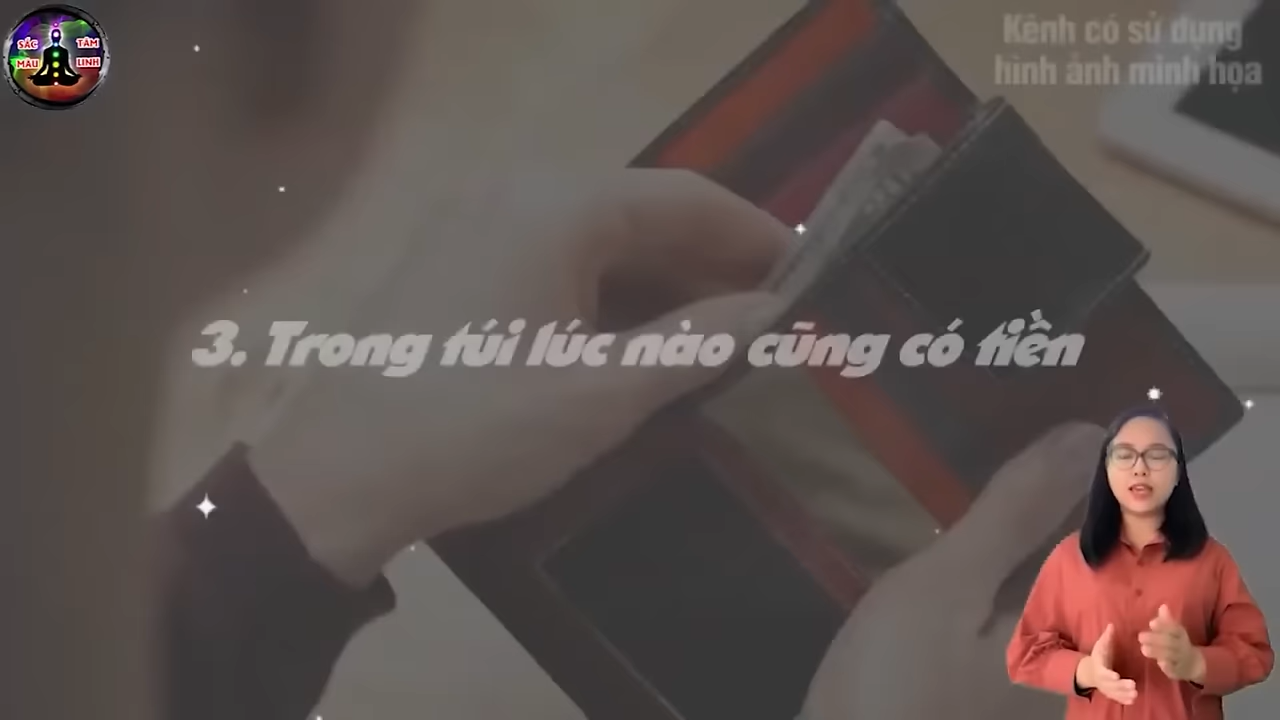 SẮC TÂM
MÀU LINH
Kênh có sử dụng
hình ảnh minh họa
3. Trong túi lúc nào cũng có tiền